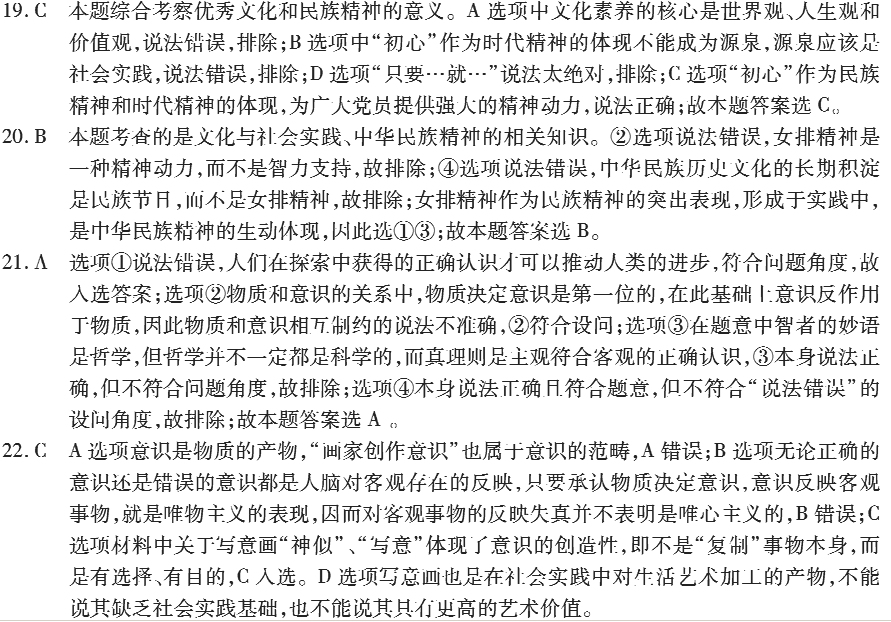 19. C 本题综合考察优秀文化和民族精神的意义。A 选项中文化素养的核心是世界观、人生观和
价值观,说法错误,排除;B 选项中“初心”作为时代精神的体现不能成为源泉,源泉应该是
社会实践,说法错误,排除;D 选项“只要…就…”说法太绝对,排除;C 选项“初心”作为民族
精神和时代精神的体现,为广大党员提供强大的精神动力,说法正确;故本题答案选 C。
20. B 本题考查的是文化与社会实践、中华民族精神的相关知识。②选项说法错误,女排精神是
一种精神动力,而不是智力支持,故排除;④选项说法错误,中华民族历史文化的长期积淀
是民族节日,而不是女排精神,故排除;女排精神作为民族精神的突出表现,形成于实践中,
是中华民族精神的生动体现,因此选①③;故本题答案选 B。
21. A 选项①说法错误,人们在探索中获得的正确认识才可以推动人类的进步,符合问题角度,故
入选答案;选项②物质和意识的关系中,物质决定意识是第一位的,在此基础上意识反作用
于物质,因此物质和意识相互制约的说法不准确,②符合设问;选项③在题意中智者的妙语
是哲学,但哲学并不一定都是科学的,而真理则是主观符合客观的正确认识,③本身说法正
确,但不符合问题角度,故排除;选项④本身说法正确且符合题意,但不符合“说法错误”的
设问角度,故排除;故本题答案选 A 。
22. C A 选项意识是物质的产物,“画家创作意识”也属于意识的范畴,A 错误;B 选项无论正确的
意识还是错误的意识都是人脑对客观存在的反映,只要承认物质决定意识,意识反映客观
事物,就是唯物主义的表现,因而对客观事物的反映失真并不表明是唯心主义的,B 错误;C
选项材料中关于写意画“神似”、“写意”体现了意识的创造性,即不是“复制”事物本身,而
是有选择、有目的,C 入选。D 选项写意画也是在社会实践中对生活艺术加工的产物,不能
说其缺乏社会实践基础,也不能说其具有更高的艺术价值。